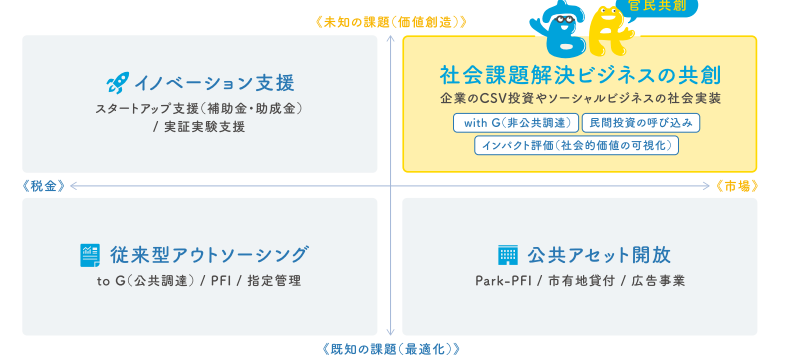 官民共創
《未知の課題（価値創造）》
官民
イノベーション支援
スタートアップ支援（補助金・助成金）
/ 実証実験支援
社会課題解決ビジネスの共創
企業のCSV投資やソーシャルビジネスの社会実装
with G（非公共調達）
民間投資の呼び込み
インパクト評価（社会的価値の可視化）
《税金》
《市場》
従来型アウトソーシング
to G（公共調達）/ PFI / 指定管理
公共アセット開放
Park-PFI / 市有地貸付 / 広告事業
《既知の課題（最適化）》